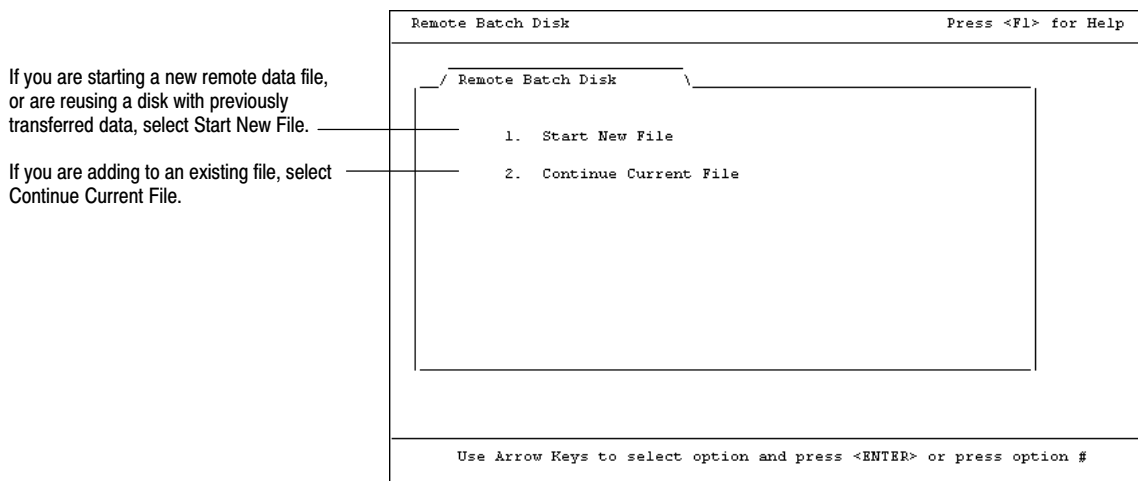 Remote Batch Disk Press <F1> for Help
If you are starting a new remote data file,
or are reusing a disk with previously
transferred data, select Start New File.
If you are adding to an existing file, select
Continue Current File.
Remote Batch Disk
1. Start New File
2. Continue Current File
Use Arrow Keys to select option and press <ENTER> or press option #